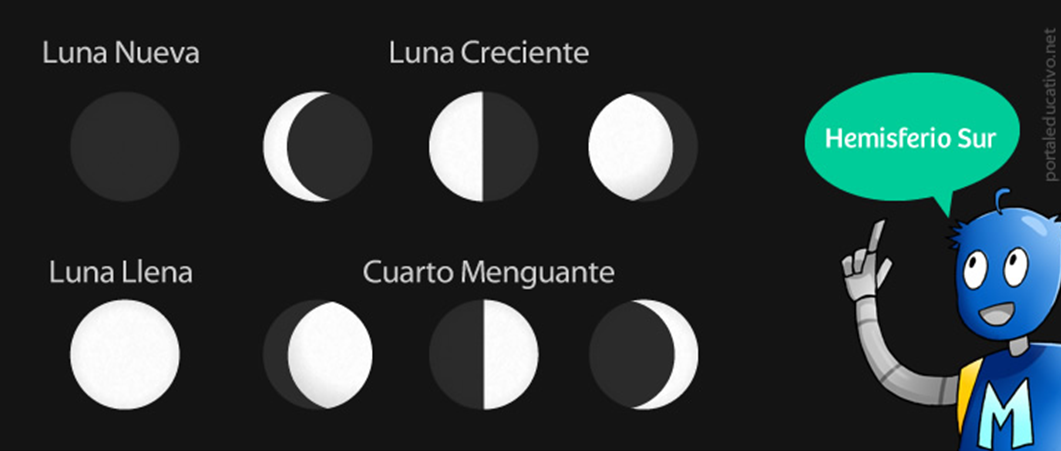 Luna Nueva
Luna Creciente
Hemisferio Sur
portaleducativo.net
Luna Llena
Cuarto Menguante
M